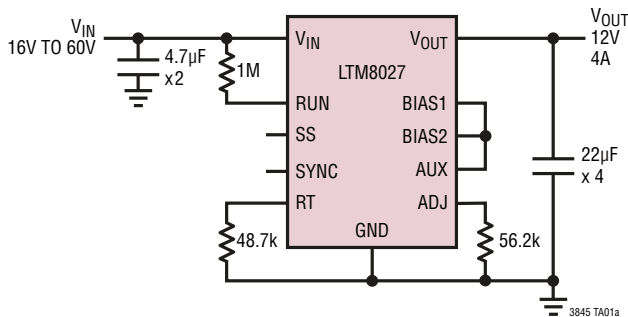 VIN
16V TO 60V
4.7µF
x2
1M
VIN
VOUT
LTM8027
RUN
BIAS1
SS
BIAS2
SYNC
AUX
RT
ADJ
GND
48.7k
56.2k
VOUT
12V
4A
22µF
x 4
3845 TA01a